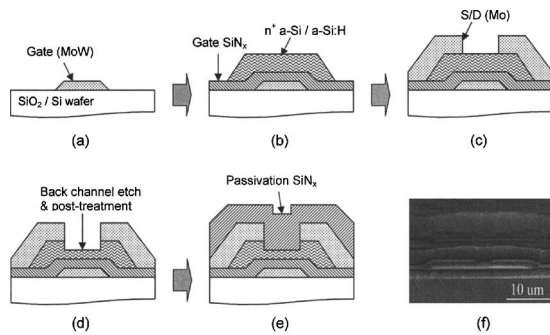 Gate (MoW)
SiO₂ / Si wafer
(a)
n⁺ a-Si / a-Si:H
Gate SiNₓ
(b)
S/D (Mo)
(c)
Back channel etch
& post-treatment
(d)
Passivation SiNₓ
(e)
10 um
(f)